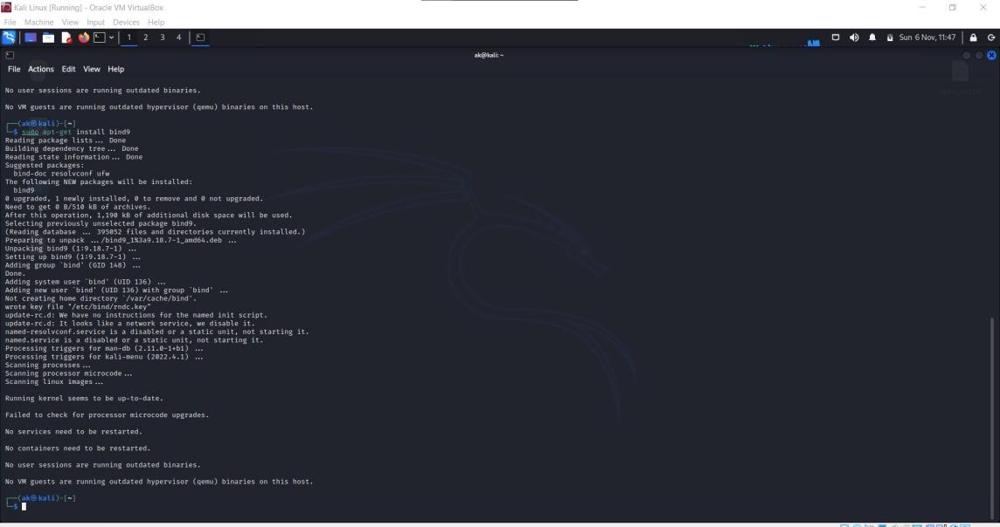 Kali Linux [Running] - Oracle VM VirtualBox
File Machine View Input Devices Help
1 2 3 4 Sun 6 Nov, 11:47
ak@kali: ~
File Actions Edit View Help
No user sessions are running outdated binaries.
No VM guests are running outdated hypervisor (qemu) binaries on this host.
┌──(ak㉿kali)-[~]
└─$ sudo apt-get install bind9
Reading package lists... Done
Building dependency tree... Done
Reading state information... Done
Suggested packages:
bind-doc resolvconf ufw
The following NEW packages will be installed:
bind9
0 upgraded, 1 newly installed, 0 to remove and 0 not upgraded.
Need to get 0 B/510 kB of archives.
After this operation, 1,190 kB of additional disk space will be used.
Selecting previously unselected package bind9.
(Reading database ... 395052 files and directories currently installed.)
Preparing to unpack .../bind9_1%3a9.18.7-1_amd64.deb ...
Unpacking bind9 (1:9.18.7-1) ...
Setting up bind9 (1:9.18.7-1) ...
Adding group `bind' (GID 148) ...
Done.
Adding system user `bind' (UID 136) ...
Adding new user `bind' (UID 136) with group `bind' ...
Not creating home directory `/var/cache/bind'.
wrote key file "/etc/bind/rndc.key"
update-rc.d: We have no instructions for the named init script.
update-rc.d: It looks like a network service, we disable it.
named-resolvconf.service is a disabled or a static unit, not starting it.
named.service is a disabled or a static unit, not starting it.
Processing triggers for man-db (2.11.0-1+b1) ...
Processing triggers for kali-menu (2022.4.1) ...
Scanning processes...
Scanning processor microcode...
Scanning linux images...
Running kernel seems to be up-to-date.
Failed to check for processor microcode upgrades.
No services need to be restarted.
No containers need to be restarted.
No user sessions are running outdated binaries.
No VM guests are running outdated hypervisor (qemu) binaries on this host.
┌──(ak㉿kali)-[~]
└─$